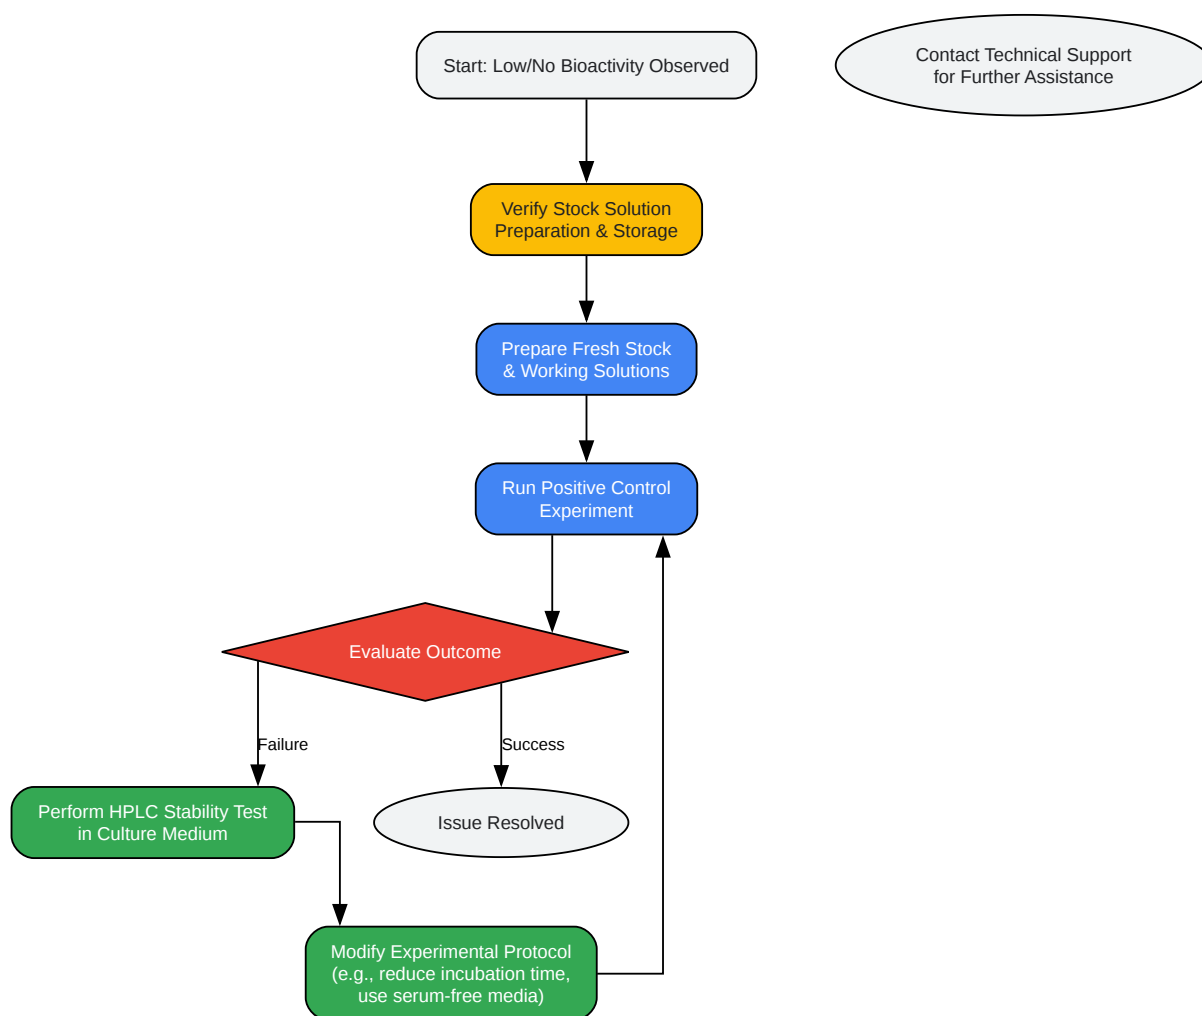 Start: Low/No Bioactivity Observed
Contact Technical Support
for Further Assistance
Verify Stock Solution
Preparation & Storage
Prepare Fresh Stock
& Working Solutions
Run Positive Control
Experiment
Evaluate Outcome
Failure
Success
Perform HPLC Stability Test
in Culture Medium
Issue Resolved
Modify Experimental Protocol
(e.g., reduce incubation time,
use serum-free media)